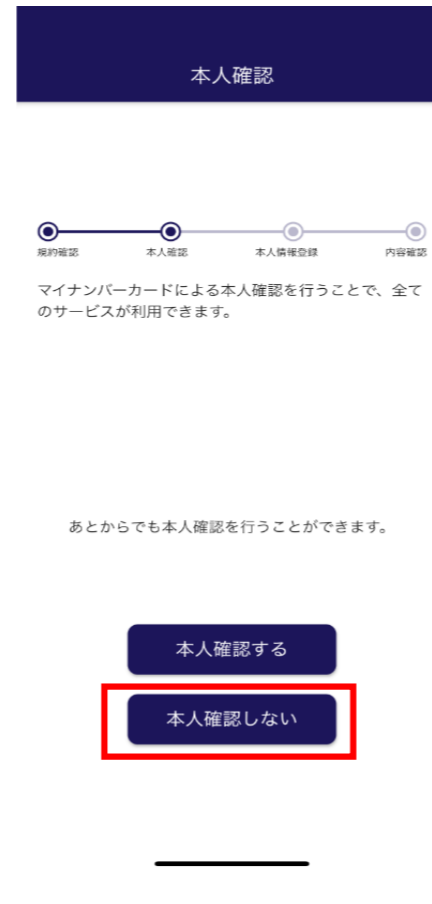 本人確認
規約確認 本人確認 本人情報登録 内容確認
マイナンバーカードによる本人確認を行うことで、全て
のサービスが利用できます。
あとからでも本人確認を行うことができます。
本人確認する
本人確認しない